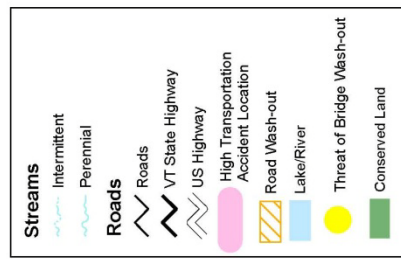 Streams
Intermittent
Perennial
Roads
Roads
VT State Highway
US Highway
High Transportation
Accident Location
Road Wash-out
Lake/River
Threat of Bridge Wash-out
Conserved Land